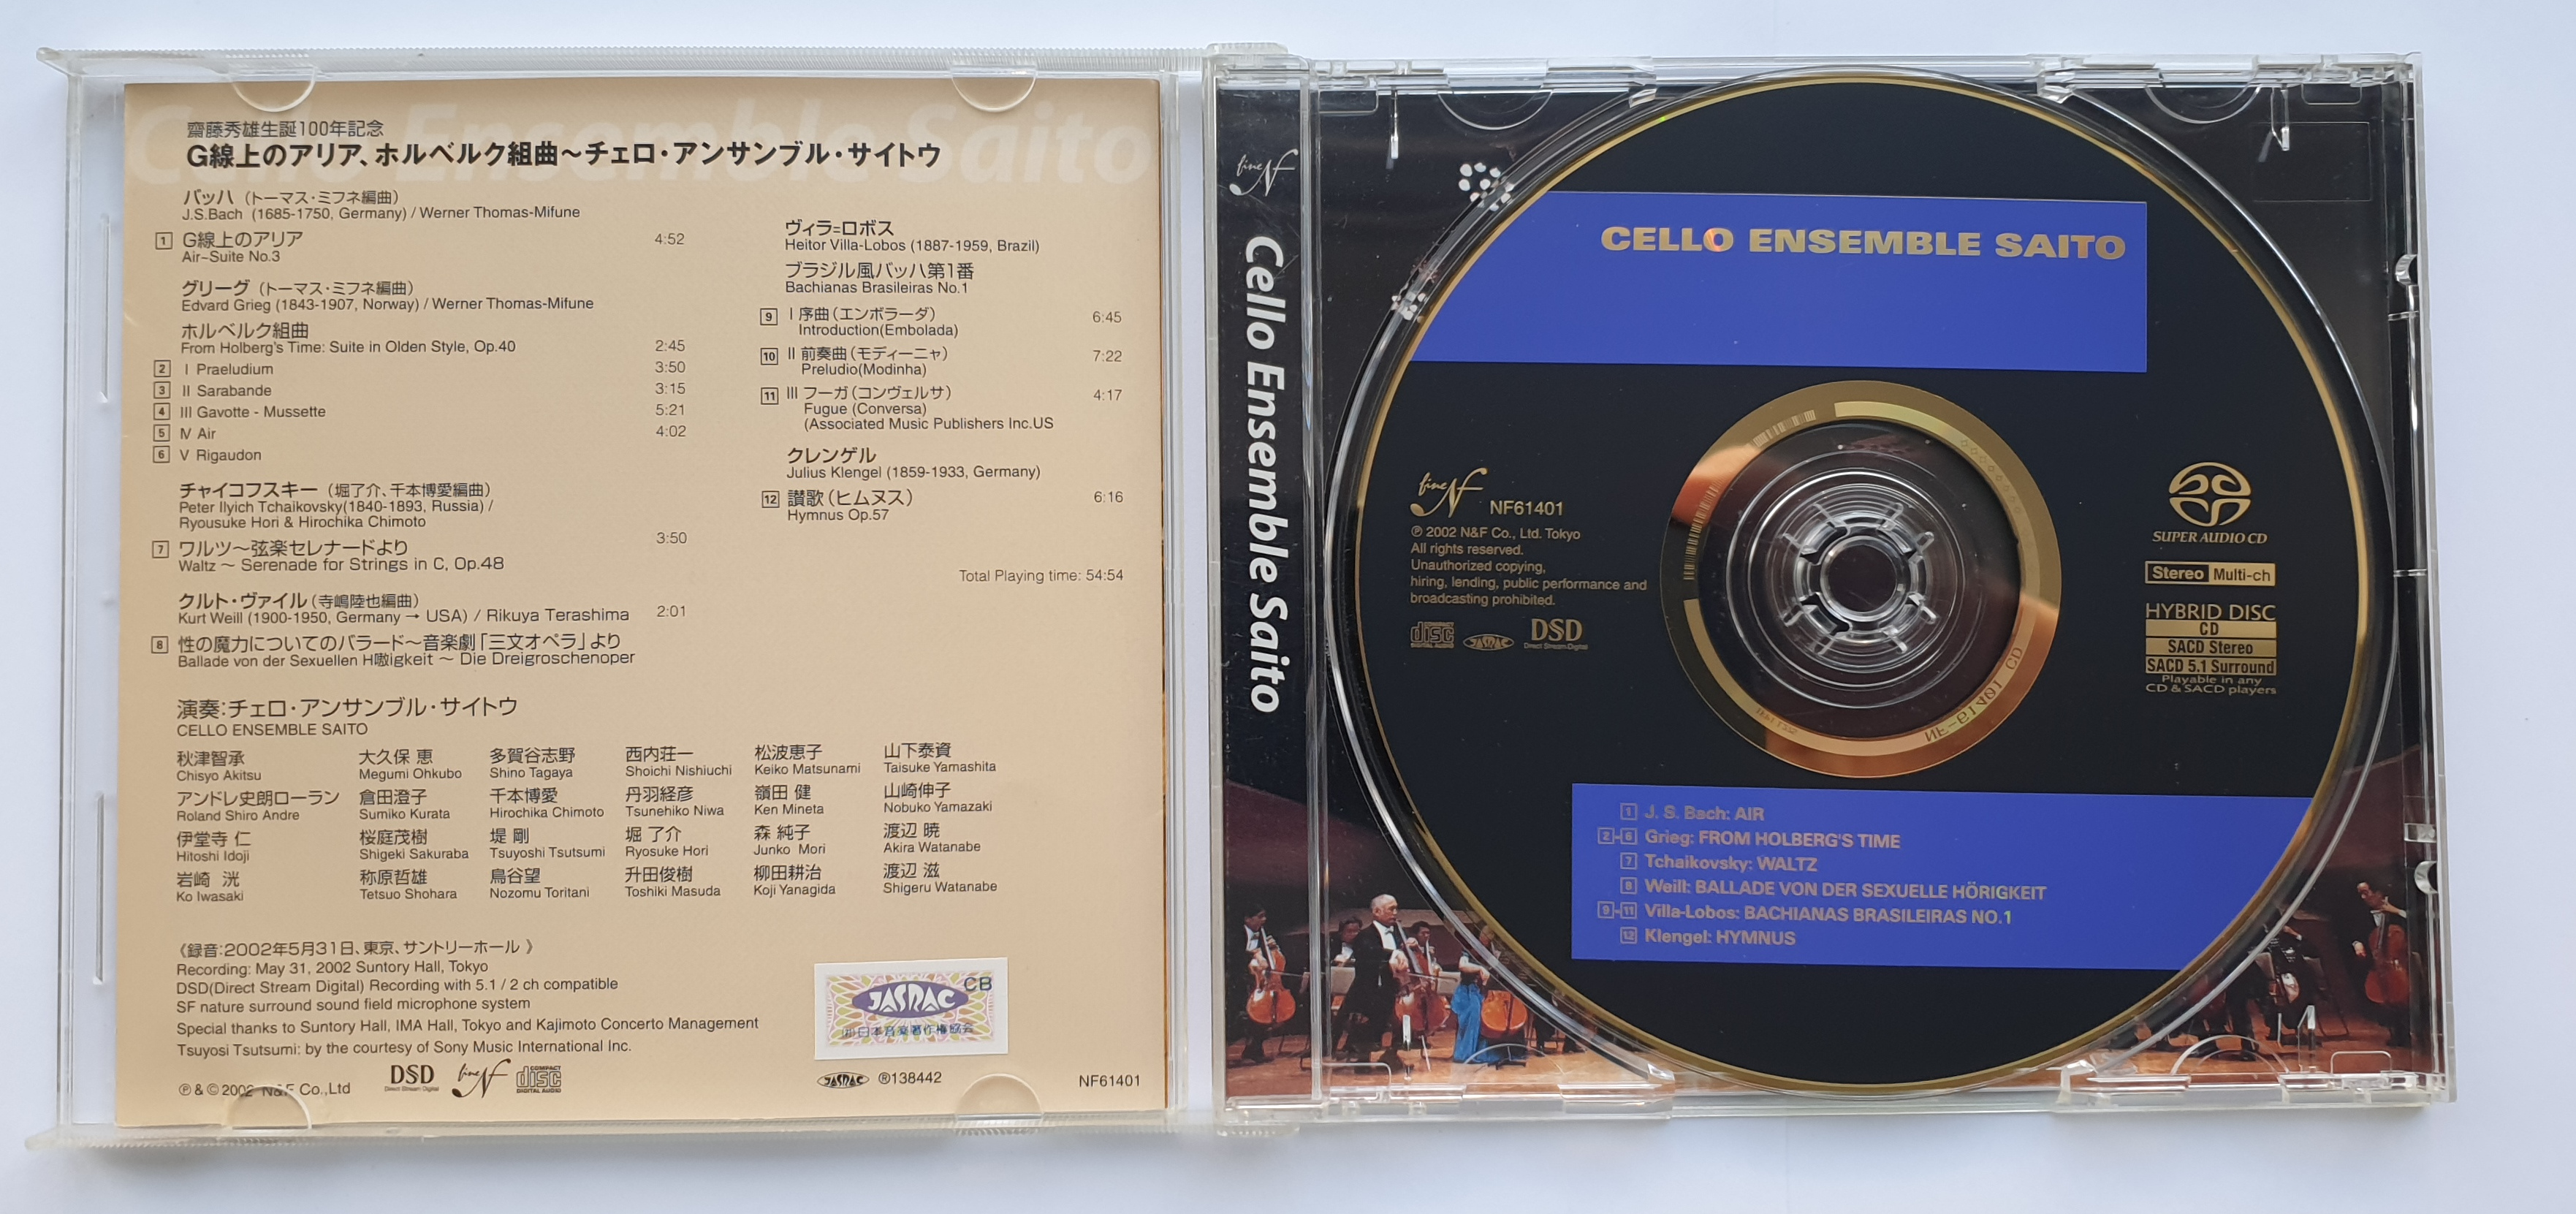 Cello Ensemble Saito
齋藤秀雄生誕100年記念
G線上のアリア、ホルベルク組曲～チェロ・アンサンブル・サイトウ
バッハ（トーマス・ミフネ編曲）
J.S.Bach (1685-1750, Germany) / Werner Thomas-Mifune
1 G線上のアリア 4:52
Air–Suite No.3
グリーグ（トーマス・ミフネ編曲）
Edvard Grieg (1843-1907, Norway) / Werner Thomas-Mifune
ホルベルク組曲
From Holberg's Time: Suite in Olden Style, Op.40 2:45
2 I Praeludium 3:50
3 II Sarabande 3:15
4 III Gavotte - Mussette 5:21
5 IV Air 4:02
6 V Rigaudon
チャイコフスキー（堀了介、千本博愛編曲）
Peter Ilyich Tchaikovsky(1840-1893, Russia) /
Ryousuke Hori & Hirochika Chimoto
3:50
7 ワルツ～弦楽セレナードより
Waltz ～ Serenade for Strings in C, Op.48
クルト・ヴァイル（寺嶋陸也編曲）
Kurt Weill (1900-1950, Germany → USA) / Rikuya Terashima 2:01
8 性の魔力についてのバラード～音楽劇「三文オペラ」より
Ballade von der Sexuellen H嗷igkeit ～ Die Dreigroschenoper
ヴィラ=ロボス
Heitor Villa-Lobos (1887-1959, Brazil)
ブラジル風バッハ第1番
Bachianas Brasileiras No.1
9 I 序曲（エンボラーダ） 6:45
Introduction(Embolada)
10 II 前奏曲（モディーニャ） 7:22
Preludio(Modinha)
11 III フーガ（コンヴェルサ） 4:17
Fugue (Conversa)
(Associated Music Publishers Inc.US
クレンゲル
Julius Klengel (1859-1933, Germany)
12 讃歌（ヒムヌス） 6:16
Hymnus Op.57
Total Playing time: 54:54
演奏：チェロ・アンサンブル・サイトウ
CELLO ENSEMBLE SAITO
秋津智承 大久保 恵 多賀谷志野 西内荘一 松波恵子 山下泰資
Chisyo Akitsu Megumi Ohkubo Shino Tagaya Shoichi Nishiuchi Keiko Matsunami Taisuke Yamashita
アンドレ史朗ローラン 倉田澄子 千本博愛 丹羽経彦 嶺田 健 山崎伸子
Roland Shiro Andre Sumiko Kurata Hirochika Chimoto Tsunehiko Niwa Ken Mineta Nobuko Yamazaki
伊堂寺 仁 桜庭茂樹 堤 剛 堀 了介 森 純子 渡辺 暁
Hitoshi Idoji Shigeki Sakuraba Tsuyoshi Tsutsumi Ryosuke Hori Junko Mori Akira Watanabe
岩崎 洸 称原哲雄 鳥谷望 升田俊樹 柳田耕治 渡辺 滋
Ko Iwasaki Tetsuo Shohara Nozomu Toritani Toshiki Masuda Koji Yanagida Shigeru Watanabe
《録音：2002年5月31日、東京、サントリーホール 》
Recording: May 31, 2002 Suntory Hall, Tokyo
DSD(Direct Stream Digital) Recording with 5.1 / 2 ch compatible
SF nature surround sound field microphone system
Special thanks to Suntory Hall, IMA Hall, Tokyo and Kajimoto Concerto Management
Tsuyosi Tsutsumi: by the courtesy of Sony Music International Inc.
JASRAC CB
日本音楽著作権協会
℗ & © 2002 N&F Co.,Ltd
DSD
Direct Stream Digital
fine NF
COMPACT
disc
DIGITAL AUDIO
JASRAC
Ⓡ138442
NF61401
fine NF
Cello Ensemble Saito
CELLO ENSEMBLE SAITO
fine NF
NF61401
℗ 2002 N&F Co., Ltd. Tokyo
All rights reserved.
Unauthorized copying,
hiring, lending, public performance and
broadcasting prohibited.
COMPACT
disc
DIGITAL AUDIO
JASRAC
DSD
Direct Stream Digital
NF-61401 CD
SUPER AUDIO CD
Stereo Multi-ch
HYBRID DISC
CD
SACD Stereo
SACD 5.1 Surround
Playable in any
CD & SACD players
1 J. S. Bach: AIR
2-6 Grieg: FROM HOLBERG'S TIME
7 Tchaikovsky: WALTZ
8 Weill: BALLADE VON DER SEXUELLE HÖRIGKEIT
9-11 Villa-Lobos: BACHIANAS BRASILEIRAS NO.1
12 Klengel: HYMNUS